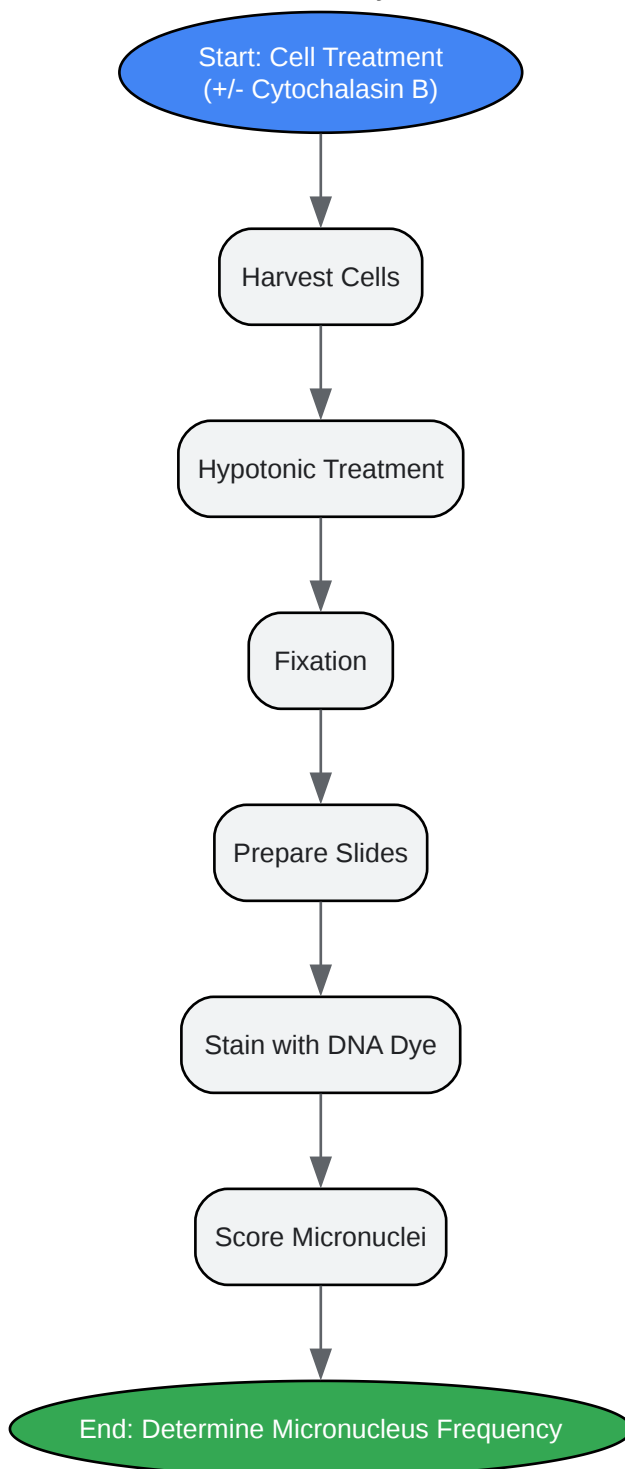 Start: Cell Treatment
(+/- Cytochalasin B)
Harvest Cells
Hypotonic Treatment
Fixation
Prepare Slides
Stain with DNA Dye
Score Micronuclei
End: Determine Micronucleus Frequency